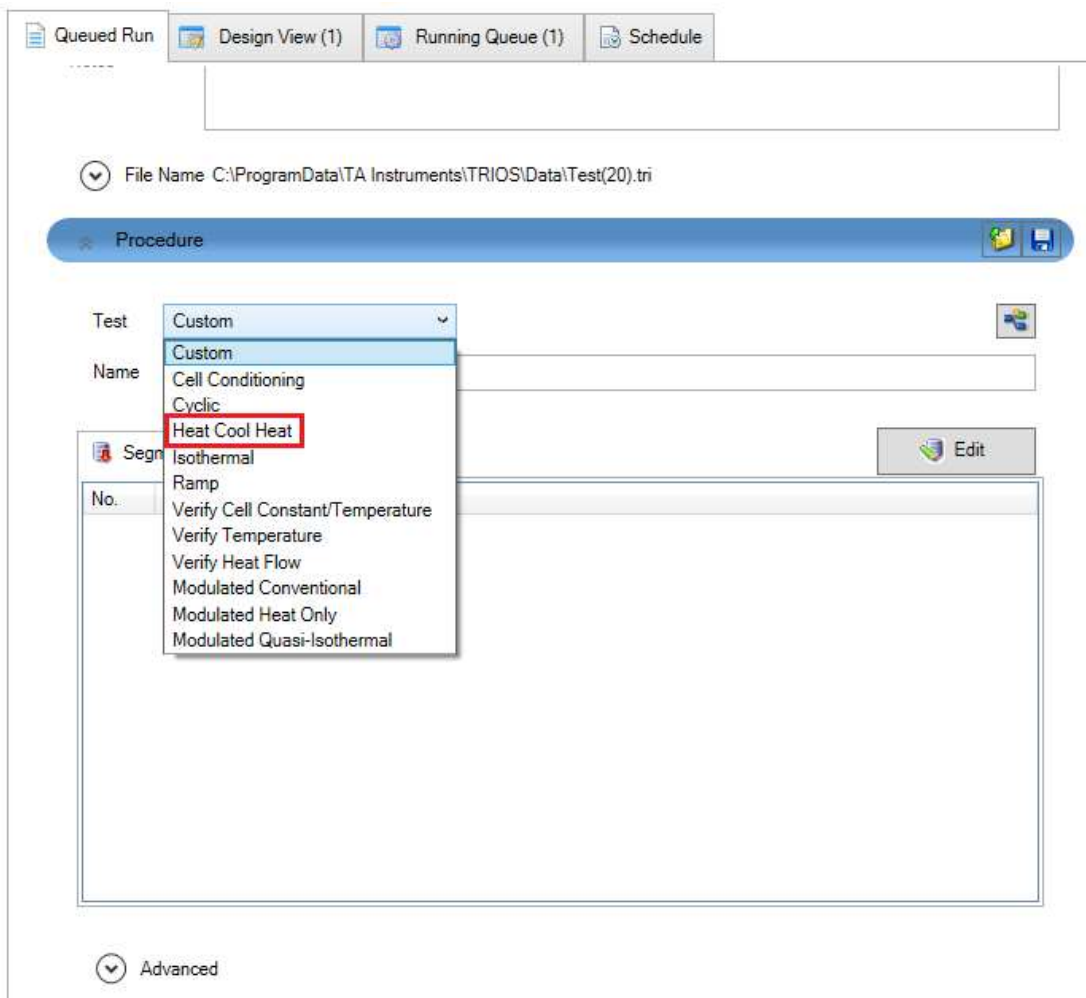 Queued Run Design View (1) Running Queue (1) Schedule
File Name C:\ProgramData\TA Instruments\TRIOS\Data\Test(20).tri
Procedure
Test Custom
Custom
Name
Cell Conditioning
Cyclic
Heat Cool Heat
Segm
Edit
Isothermal
Ramp
No.
Verify Cell Constant/Temperature
Verify Temperature
Verify Heat Flow
Modulated Conventional
Modulated Heat Only
Modulated Quasi-Isothermal
Advanced